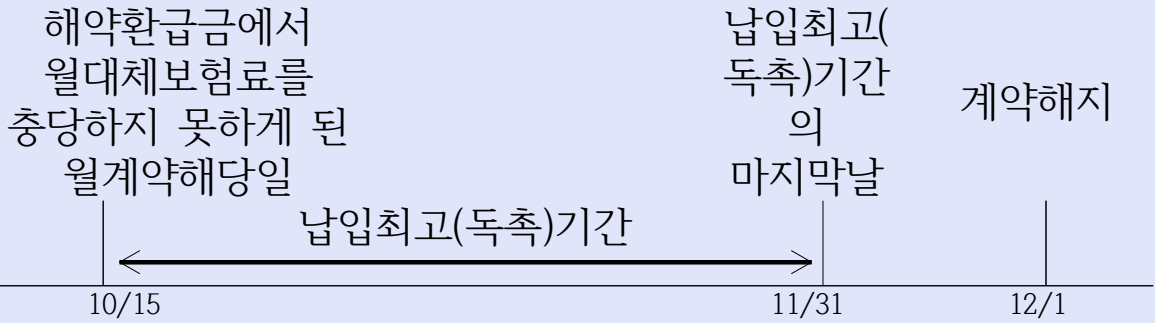 해약환급금에서
월대체보험료를
충당하지 못하게 된
월계약해당일
납입최고(
독촉)기간
의
마지막날
계약해지
납입최고(독촉)기간
10/15
11/31
12/1